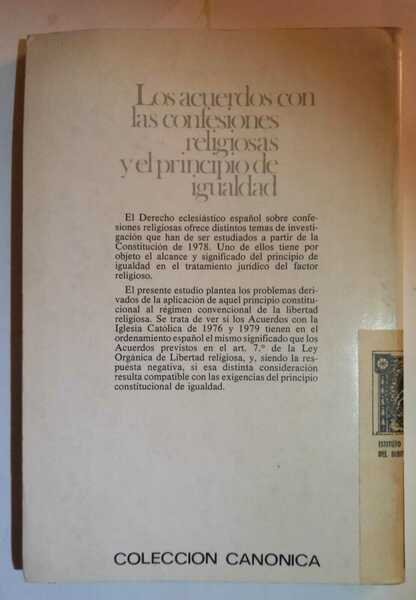 Los acuerdos con
las confesiones
religiosas
y el principio de
igualdad
El Derecho eclesiástico español sobre confe-
siones religiosas ofrece distintos temas de investi-
gación que han de ser estudiados a partir de la
Constitución de 1978. Uno de ellos tiene por
objeto el alcance y significado del principio de
igualdad en el tratamiento jurídico del factor
religioso.
El presente estudio plantea los problemas deri-
vados de la aplicación de aquel principio constitu-
cional al régimen convencional de la libertad
religiosa. Se trata de ver si los Acuerdos con la
Iglesia Católica de 1976 y 1979 tienen en el
ordenamiento español el mismo significado que los
Acuerdos previstos en el art. 7.º de la Ley
Orgánica de Libertad religiosa, y, siendo la res-
puesta negativa, si esa distinta consideración
resulta compatible con las exigencias del principio
constitucional de igualdad.
DEL
COLECCION CANONICA